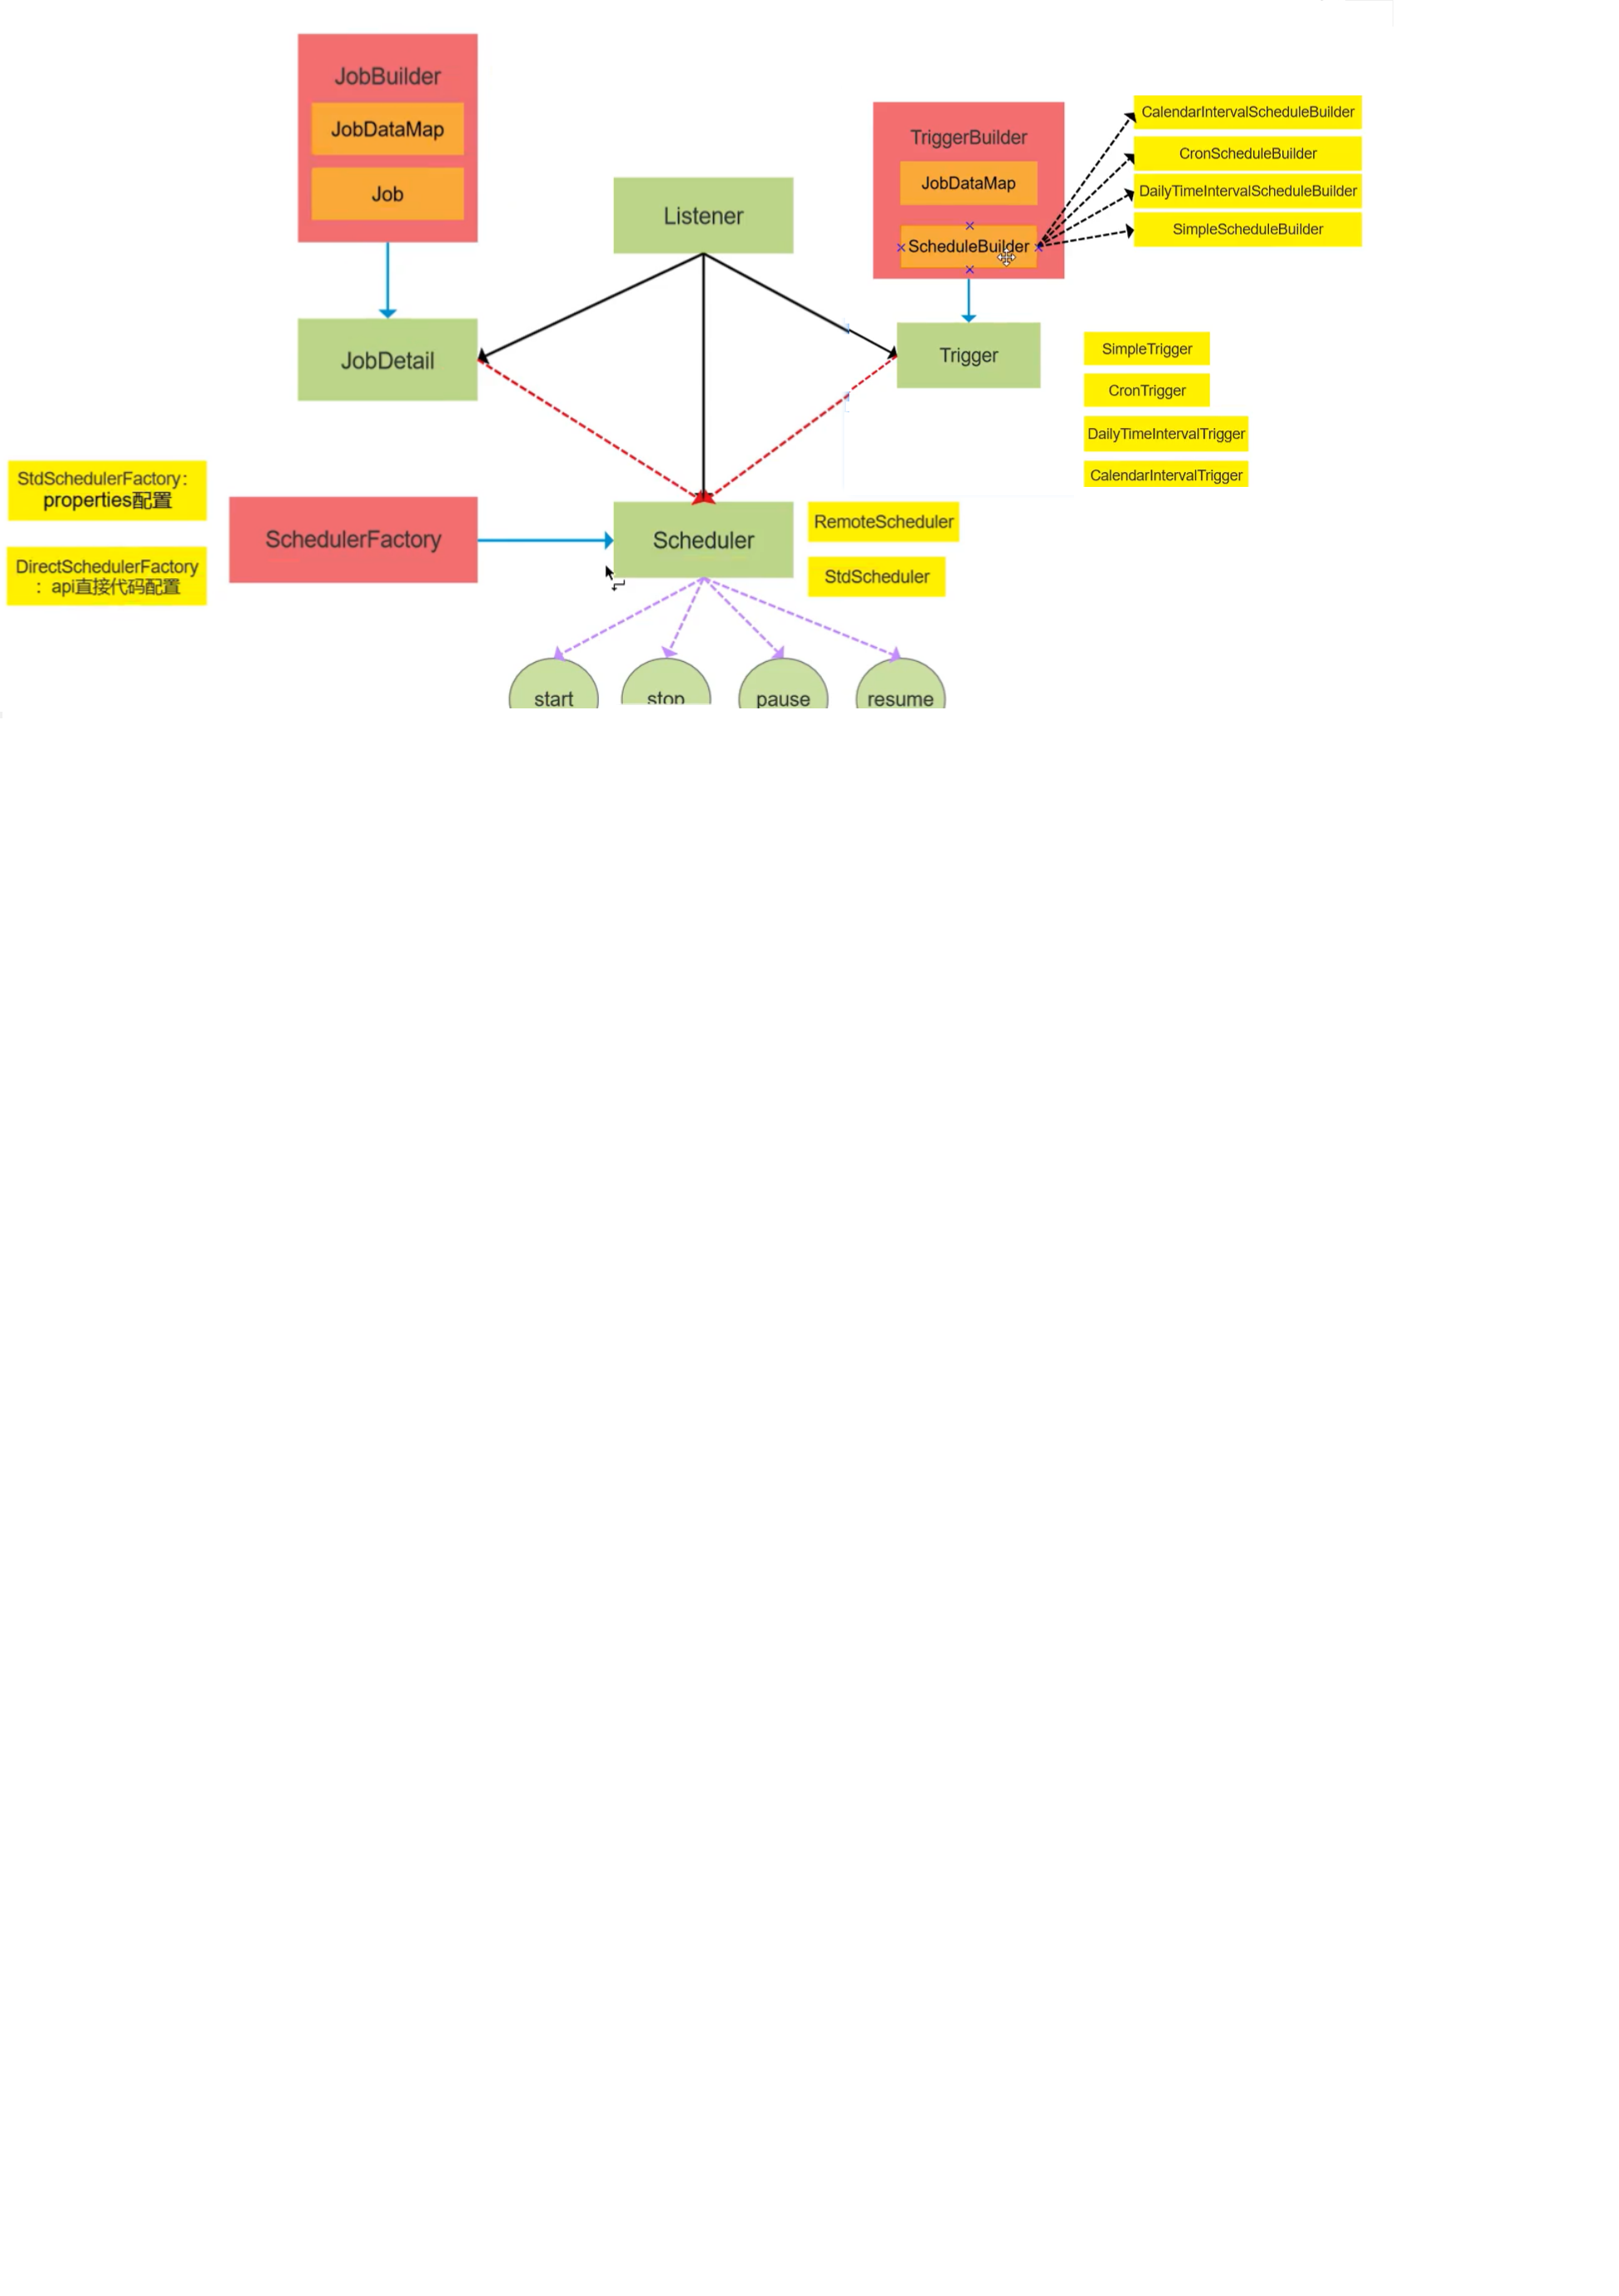 JobBuilder
JobDataMap
Job
Listener
TriggerBuilder
JobDataMap
ScheduleBuilder
CalendarIntervalScheduleBuilder
CronScheduleBuilder
DailyTimeIntervalScheduleBuilder
SimpleScheduleBuilder
JobDetail
Trigger
SimpleTrigger
CronTrigger
DailyTimeIntervalTrigger
CalendarIntervalTrigger
StdSchedulerFactory：
properties配置
DirectSchedulerFactory
：api直接代码配置
SchedulerFactory
Scheduler
RemoteScheduler
StdScheduler
start
stop
pause
resume